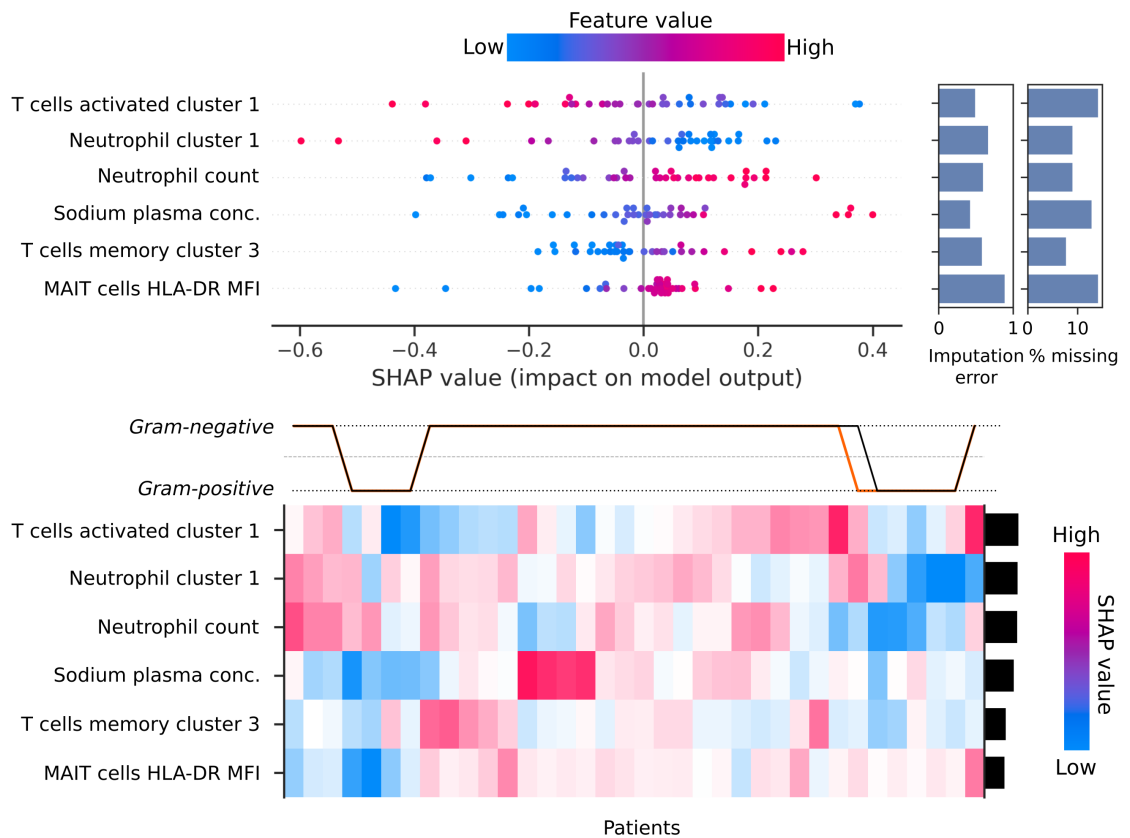 Feature value
Low High
T cells activated cluster 1
Neutrophil cluster 1
Neutrophil count
Sodium plasma conc.
T cells memory cluster 3
MAIT cells HLA-DR MFI
−0.6 −0.4 −0.2 0.0 0.2 0.4
SHAP value (impact on model output)
0 1 0 10
Imputation error
% missing
Gram-negative
Gram-positive
T cells activated cluster 1
Neutrophil cluster 1
Neutrophil count
Sodium plasma conc.
T cells memory cluster 3
MAIT cells HLA-DR MFI
Patients
High
SHAP value
Low